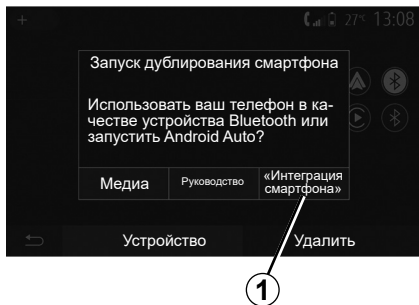 + 27°C 13:08
Запуск дублирования смартфона
Использовать ваш телефон в ка-
честве устройства Bluetooth или
запустить Android Auto?
Медиа Руководство «Интеграция
смартфона»
Устройство Удалить
1